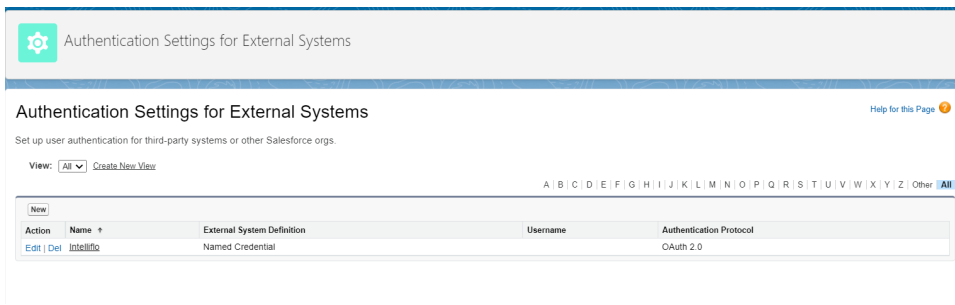 Authentication Settings for External Systems
Authentication Settings for External Systems
Help for this Page ?
Set up user authentication for third-party systems or other Salesforce orgs.
View: All Create New View
A | B | C | D | E | F | G | H | I | J | K | L | M | N | O | P | Q | R | S | T | U | V | W | X | Y | Z | Other All
New
Action Name ↑ External System Definition Username Authentication Protocol
Edit | Del Intelliflo Named Credential OAuth 2.0